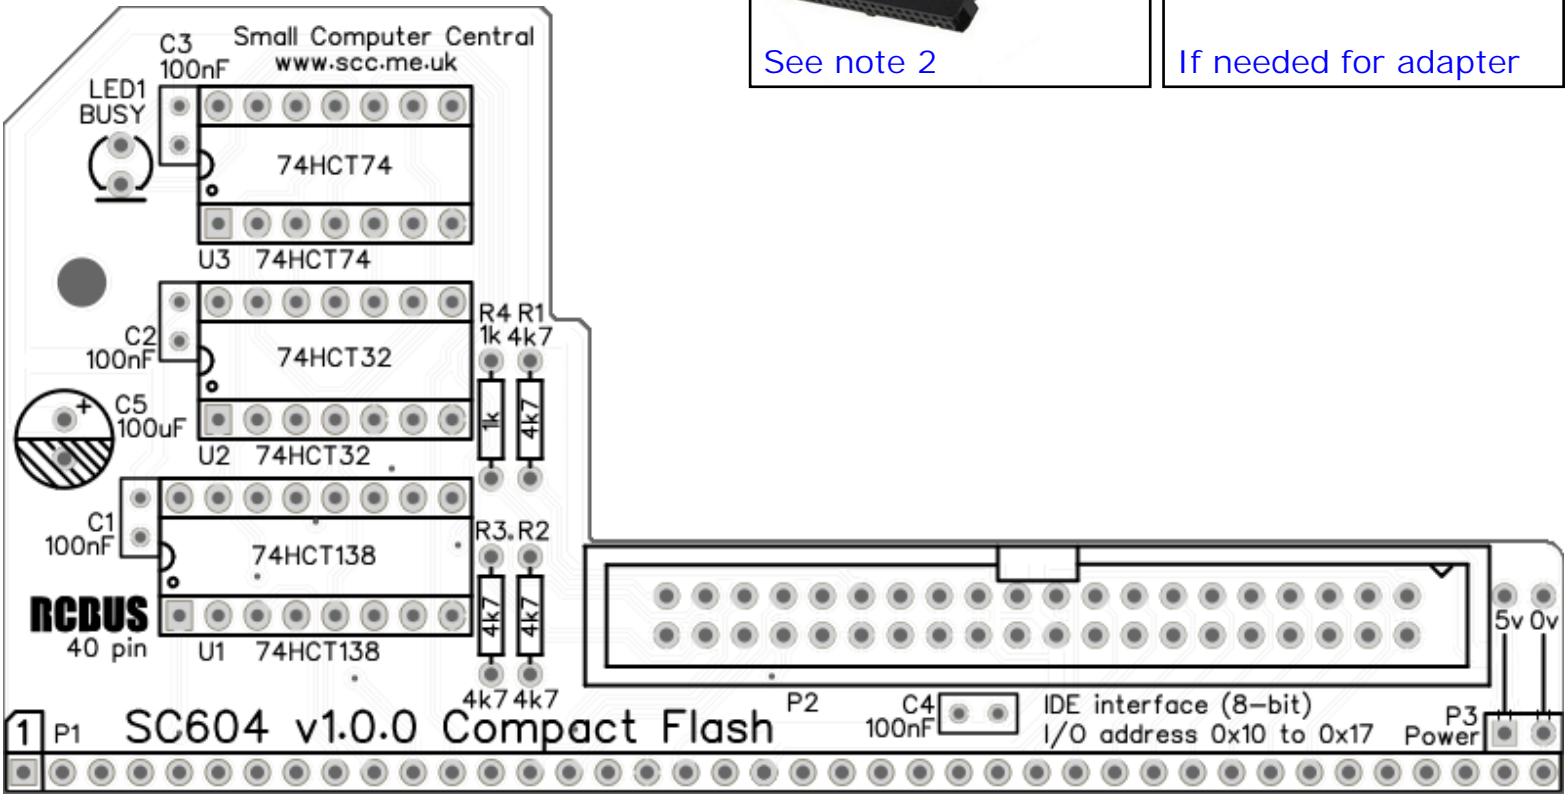 See note 2
If needed for adapter
Small Computer Central
www.scc.me.uk
C3
100nF
LED1
BUSY
74HCT74
U3 74HCT74
C2
100nF
74HCT32
R4 R1
1k 4k7
1k
4k7
C5
100uF
+
U2 74HCT32
C1
100nF
74HCT138
R3 R2
4k7
4k7
RCBUS
40 pin
U1 74HCT138
4k7 4k7
5v 0v
P2
C4
100nF
IDE interface (8-bit)
I/O address 0x10 to 0x17
P3
Power
1 P1 SC604 v1.0.0 Compact Flash